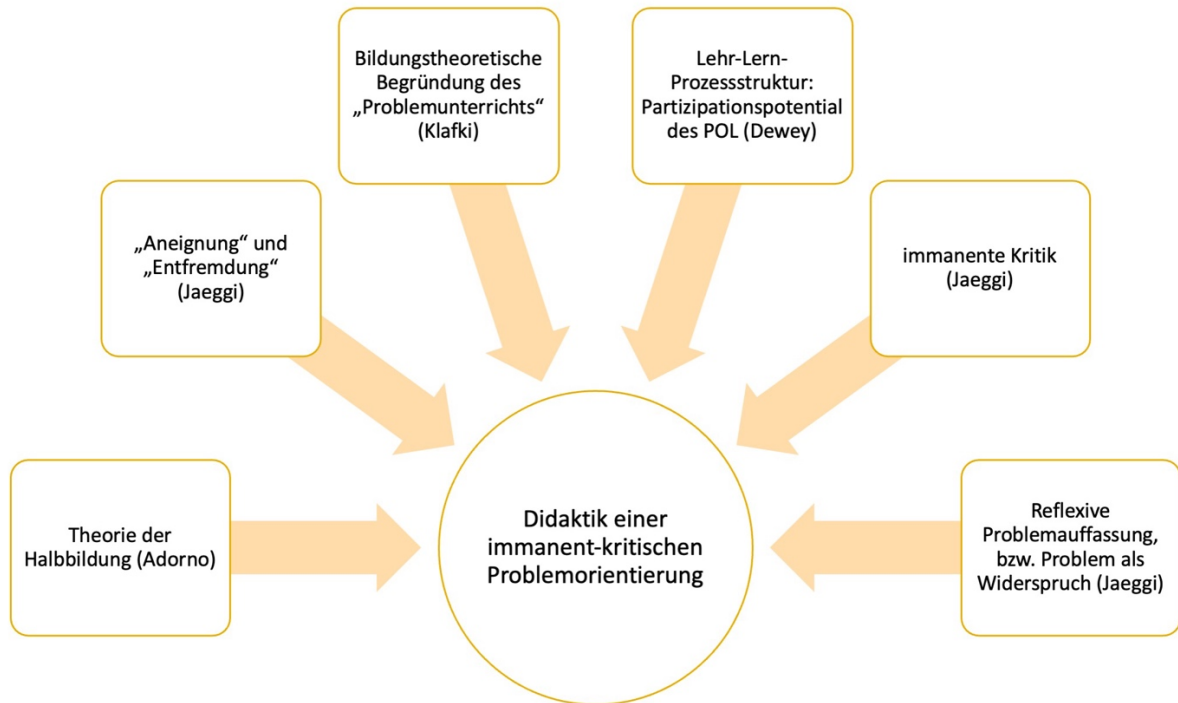 Bildungstheoretische
Begründung des
„Problemunterrichts“
(Klafki)
Lehr-Lern-
Prozessstruktur:
Partizipationspotential
des POL (Dewey)
„Aneignung“ und
„Entfremdung“
(Jaeggi)
immanente Kritik
(Jaeggi)
Theorie der
Halbbildung (Adorno)
Didaktik einer
immanent-kritischen
Problemorientierung
Reflexive
Problemauffassung,
bzw. Problem als
Widerspruch (Jaeggi)